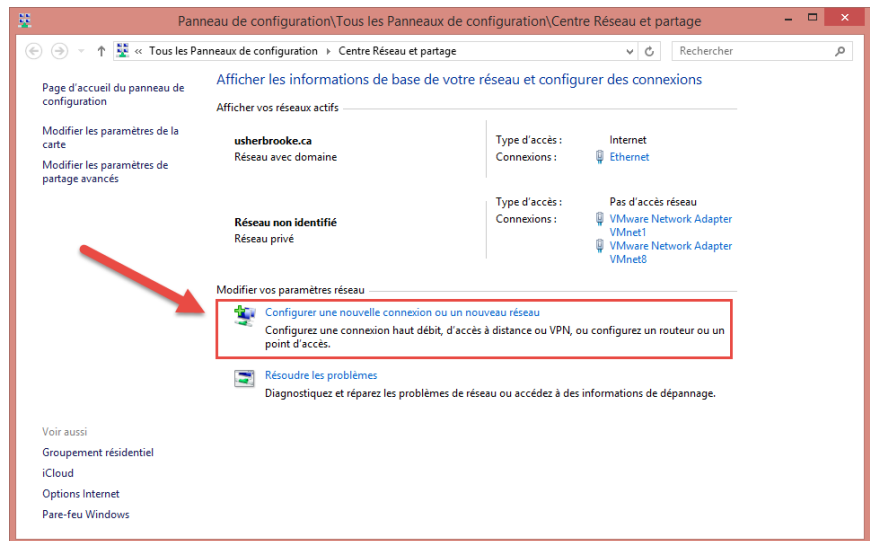 Panneau de configuration\Tous les Panneaux de configuration\Centre Réseau et partage
« Tous les Panneaux de configuration ▸ Centre Réseau et partage
Rechercher
Page d'accueil du panneau de
configuration
Modifier les paramètres de la
carte
Modifier les paramètres de
partage avancés
Afficher les informations de base de votre réseau et configurer des connexions
Afficher vos réseaux actifs
usherbrooke.ca
Réseau avec domaine
Type d'accès : Internet
Connexions : Ethernet
Réseau non identifié
Réseau privé
Type d'accès : Pas d'accès réseau
Connexions : VMware Network Adapter
VMnet1
VMware Network Adapter
VMnet8
Modifier vos paramètres réseau
Configurer une nouvelle connexion ou un nouveau réseau
Configurez une connexion haut débit, d'accès à distance ou VPN, ou configurez un routeur ou un
point d'accès.
Résoudre les problèmes
Diagnostiquez et réparez les problèmes de réseau ou accédez à des informations de dépannage.
Voir aussi
Groupement résidentiel
iCloud
Options Internet
Pare-feu Windows